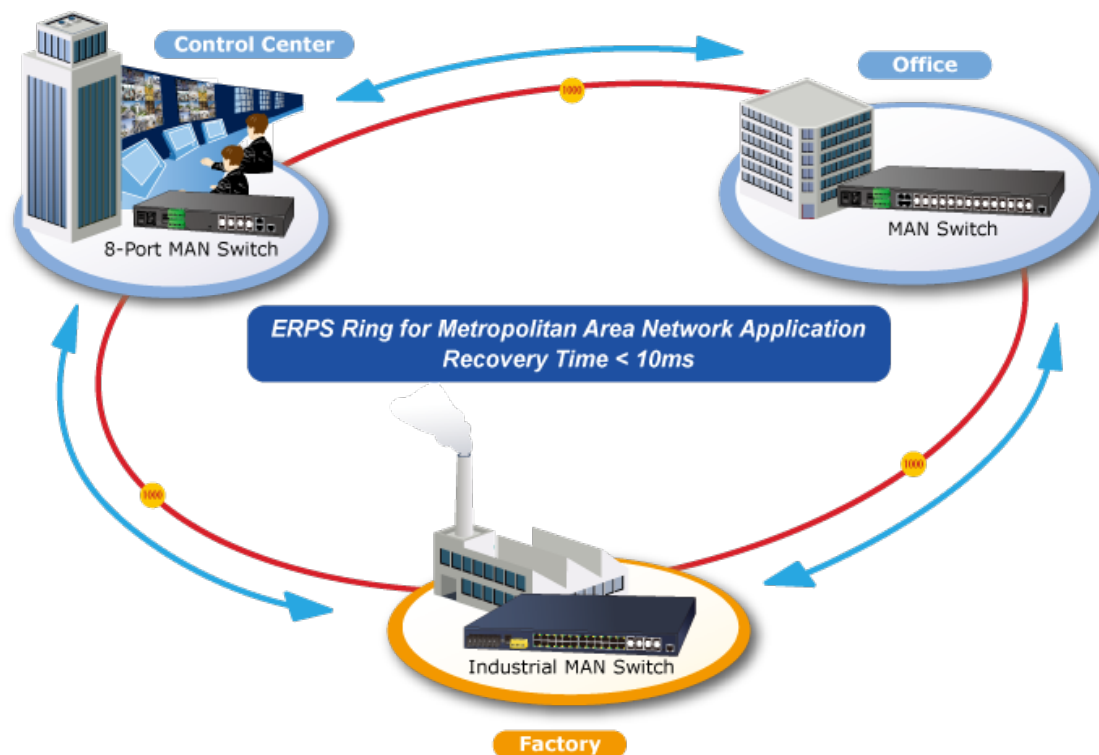 Control Center
Office
1000
8-Port MAN Switch
MAN Switch
ERPS Ring for Metropolitan Area Network Application
Recovery Time < 10ms
1000
1000
Industrial MAN Switch
Factory